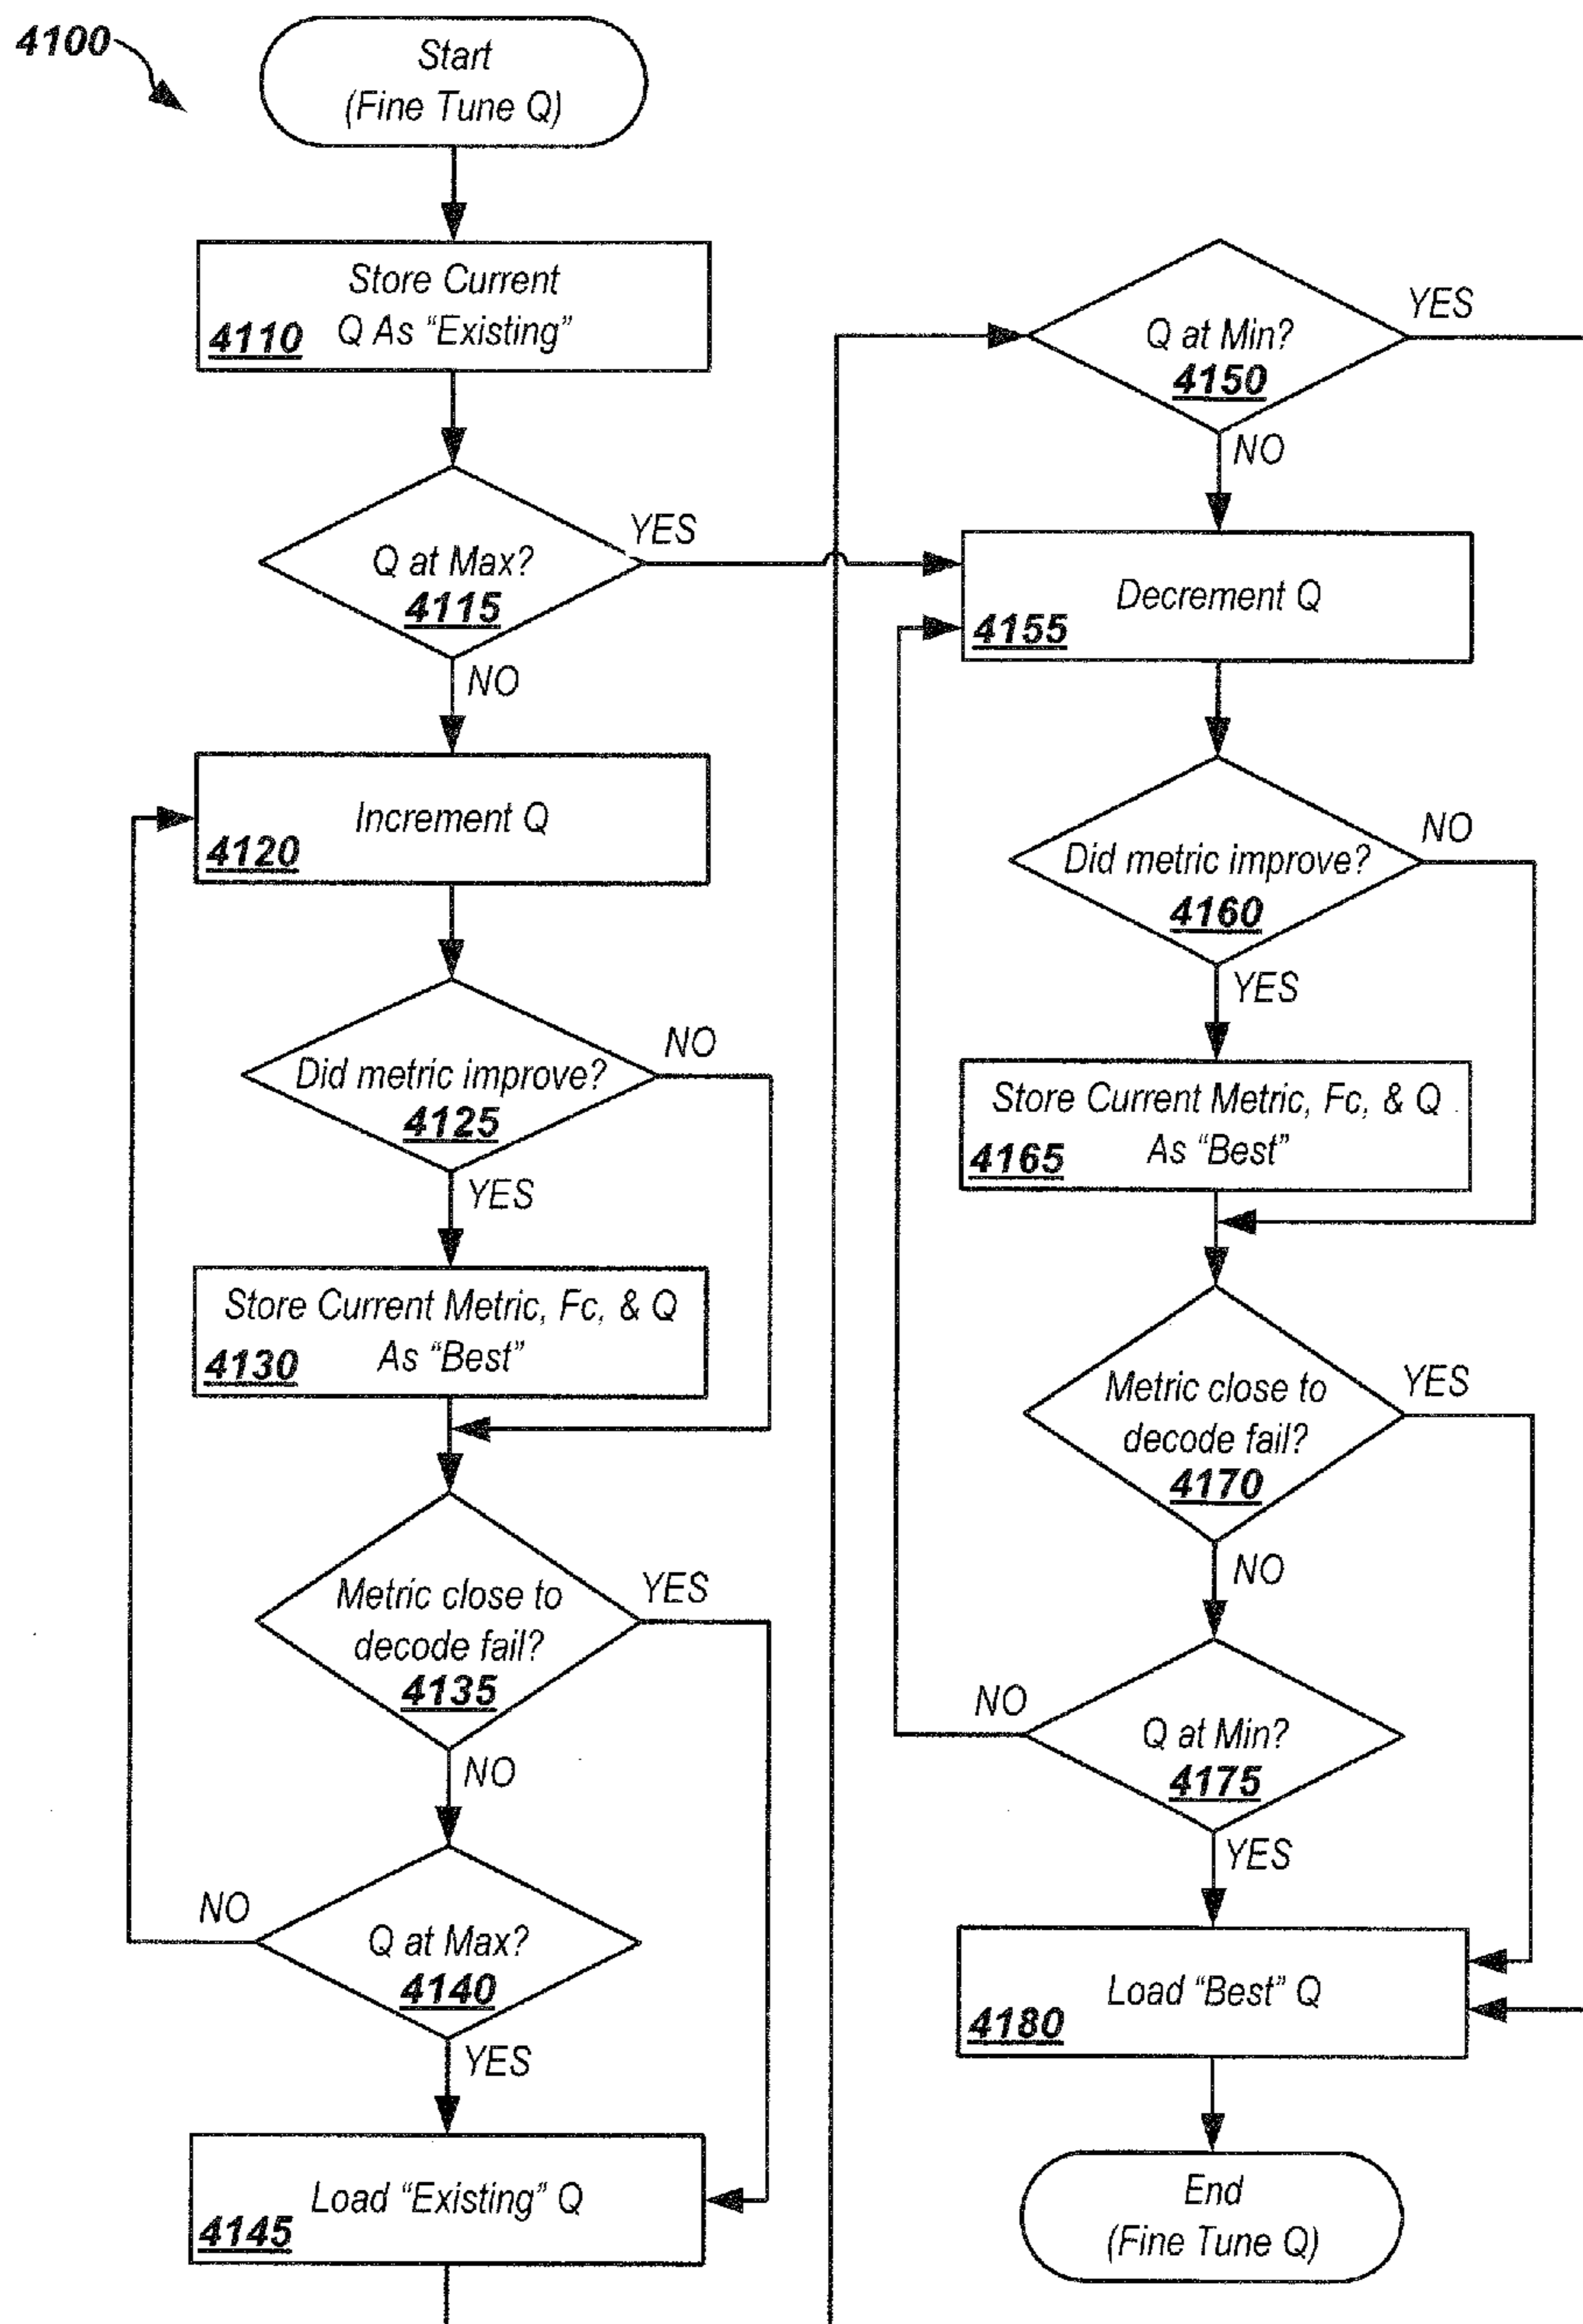 4100
Start
(Fine Tune Q)
Store Current
Q As “Existing”
4110
Q at Max?
4115
YES
NO
Increment Q
4120
Did metric improve?
4125
NO
YES
Store Current Metric, Fc, & Q
As “Best”
4130
Metric close to
decode fail?
4135
YES
NO
Q at Max?
4140
NO
YES
Load “Existing” Q
4145
Q at Min?
4150
YES
NO
Decrement Q
4155
Did metric improve?
4160
NO
YES
Store Current Metric, Fc, & Q
As “Best”
4165
Metric close to
decode fail?
4170
YES
NO
Q at Min?
4175
NO
YES
Load “Best” Q
4180
End
(Fine Tune Q)